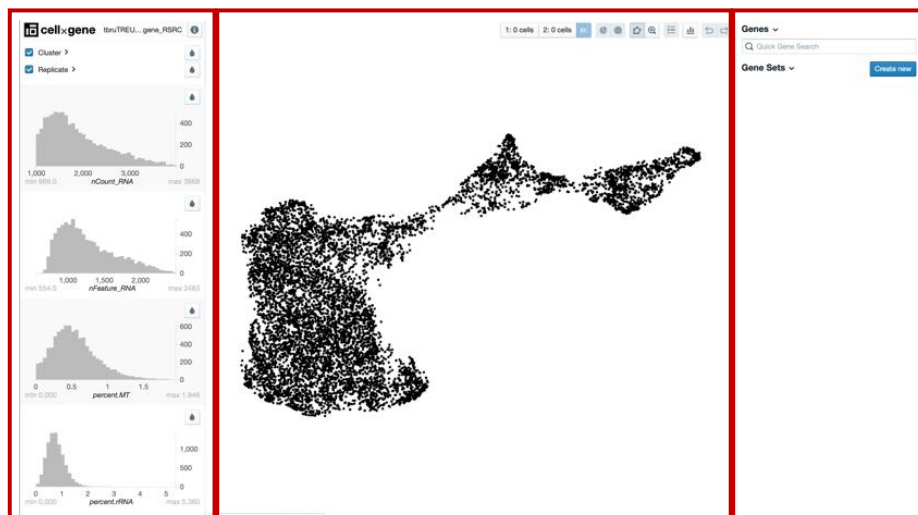 cell×gene tbruTREU... gene_RSRC
Cluster >
Replicate >
400
200
0
1,000 2,000 3,000
min 989.0 nCount_RNA max 3968
400
200
0
1,000 1,500 2,000
min 554.0 nFeature_RNA max 2483
600
400
200
0
0 0.5 1 1.5
min 0.000 percent.MT max 1.846
1,000
500
0
0 1 2 3 4 5
min 0.000 percent.rRNA max 5.360
1: 0 cells 2: 0 cells
Genes
Quick Gene Search
Gene Sets Create new